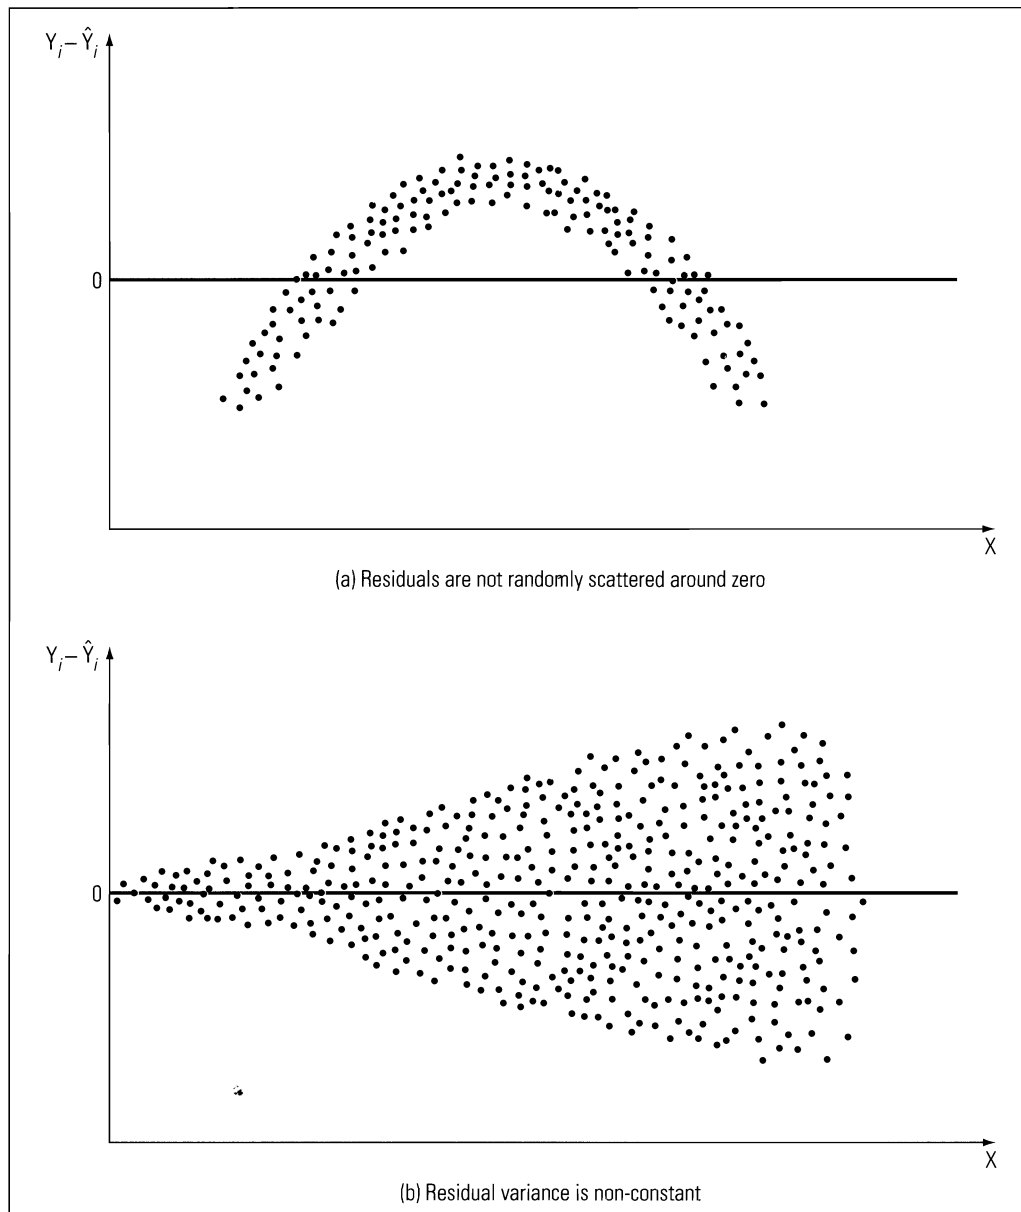 Yᵢ – Ŷᵢ
0
X
(a) Residuals are not randomly scattered around zero
Yᵢ – Ŷᵢ
0
X
(b) Residual variance is non-constant